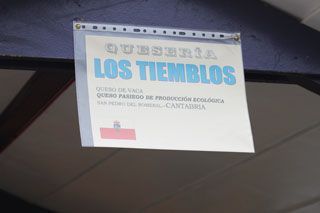 QUESERÍA
LOS TIEMBLOS
QUESO DE VACA
QUESO PASIEGO DE PRODUCCIÓN ECOLÓGICA
SAN PEDRO DEL ROMERAL.-CANTABRIA